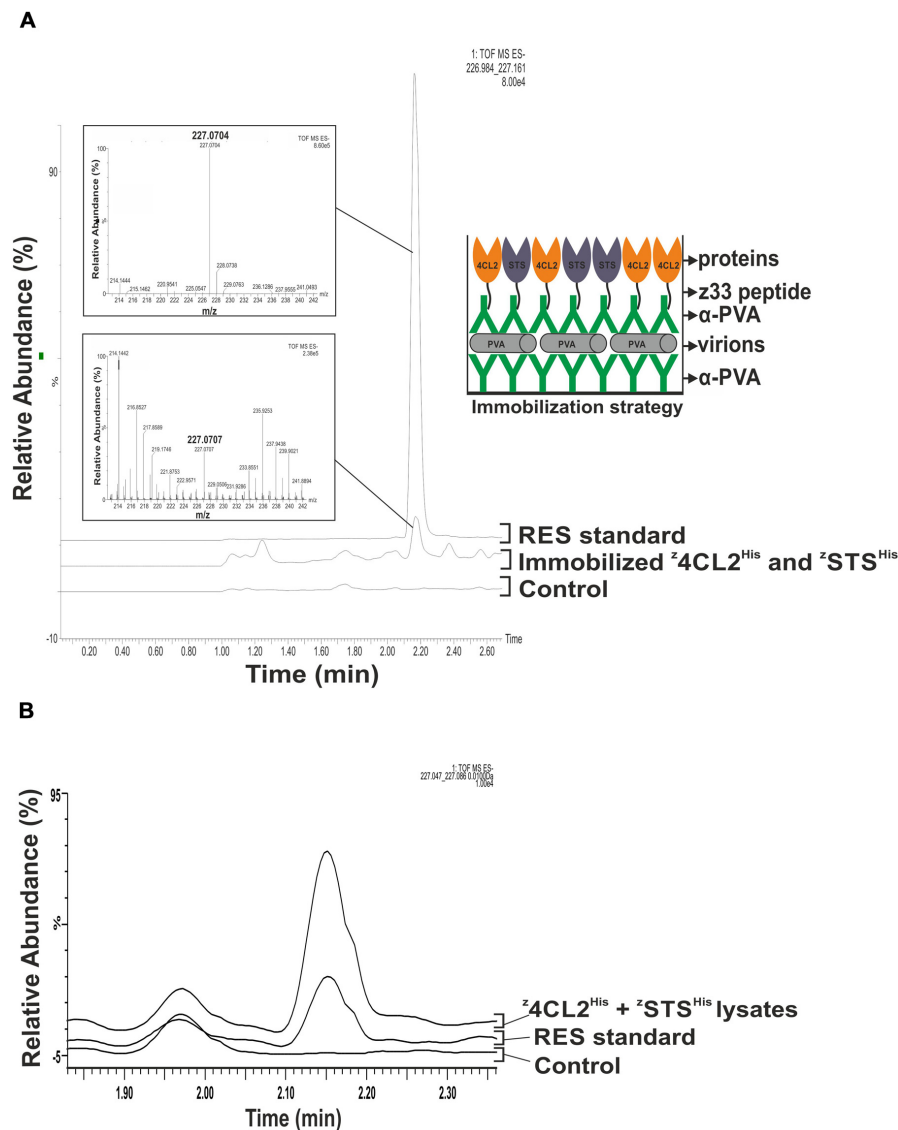 A
1: TOF MS ES-
226.984_227.161
8.00e4
90
%
-10
Relative Abundance (%)
227.0704
TOF MS ES-
8.60e5
100
%
0
Relative Abundance (%)
227.0704
228.0738
214.1444
215.1462
220.9541
225.0547
229.0763
236.1286
237.9555
241.0493
m/z
214 216 218 220 222 224 226 228 230 232 234 236 238 240 242
m/z
TOF MS ES-
2.38e5
100
%
0
Relative Abundance (%)
214.1442
216.8527
217.8589
219.1746
221.8753
222.9571
227.0707
227.0707
229.0506
231.9286
233.8551
235.9253
237.9438
239.9021
241.8894
m/z
214 216 218 220 222 224 226 228 230 232 234 236 238 240 242
m/z
4CL2 STS 4CL2 STS STS 4CL2 4CL2
proteins
z33 peptide
α-PVA
PVA PVA PVA
virions
α-PVA
Immobilization strategy
RES standard
Immobilized ᶻ4CL2ᴴⁱˢ and ᶻSTSᴴⁱˢ
Control
Time
0.20 0.40 0.60 0.80 1.00 1.20 1.40 1.60 1.80 2.00 2.20 2.40 2.60
Time (min)
B
1: TOF MS ES-
227.047_227.086 0.0100Da
1.00e4
95
%
-5
Relative Abundance (%)
ᶻ4CL2ᴴⁱˢ + ᶻSTSᴴⁱˢ lysates
RES standard
Control
1.90 2.00 2.10 2.20 2.30
Time (min)